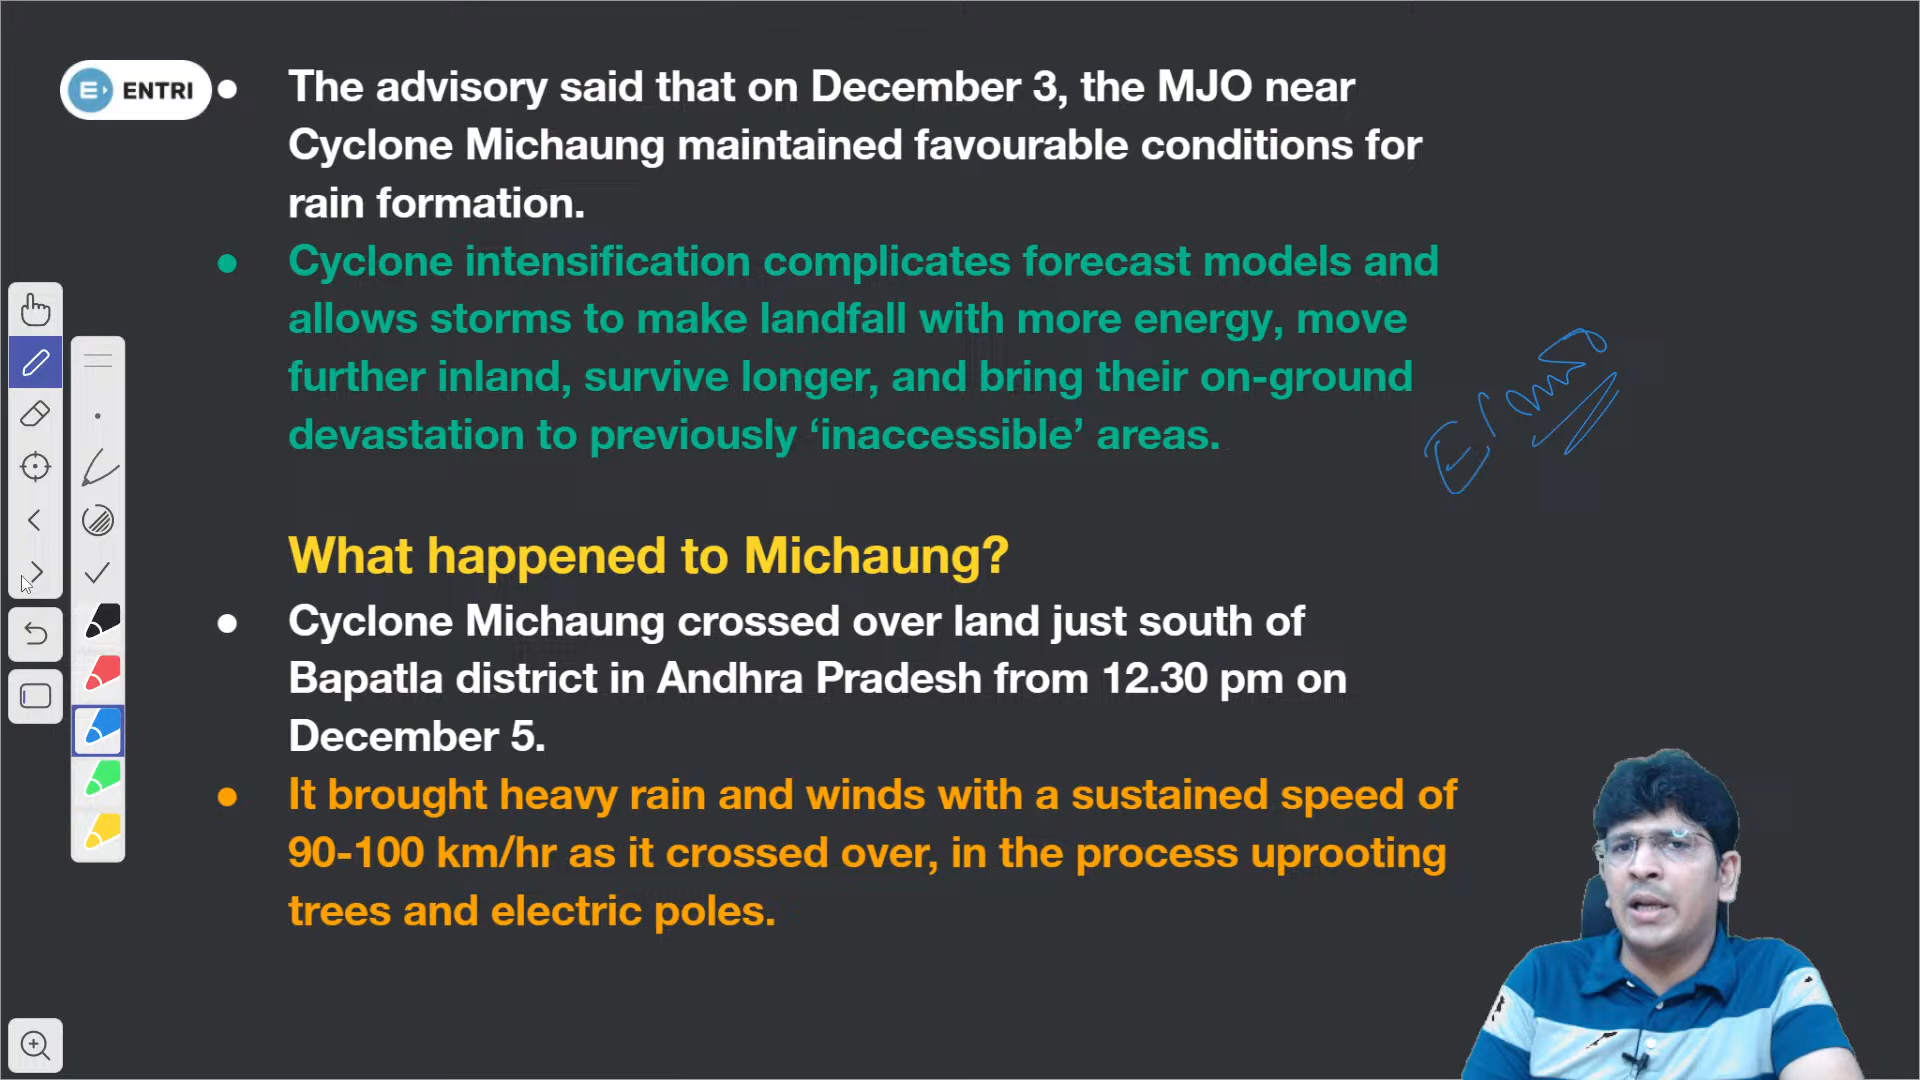 ENTRI
The advisory said that on December 3, the MJO near
Cyclone Michaung maintained favourable conditions for
rain formation.
Cyclone intensification complicates forecast models and
allows storms to make landfall with more energy, move
further inland, survive longer, and bring their on-ground
devastation to previously ‘inaccessible’ areas.
What happened to Michaung?
Cyclone Michaung crossed over land just south of
Bapatla district in Andhra Pradesh from 12.30 pm on
December 5.
It brought heavy rain and winds with a sustained speed of
90-100 km/hr as it crossed over, in the process uprooting
trees and electric poles.